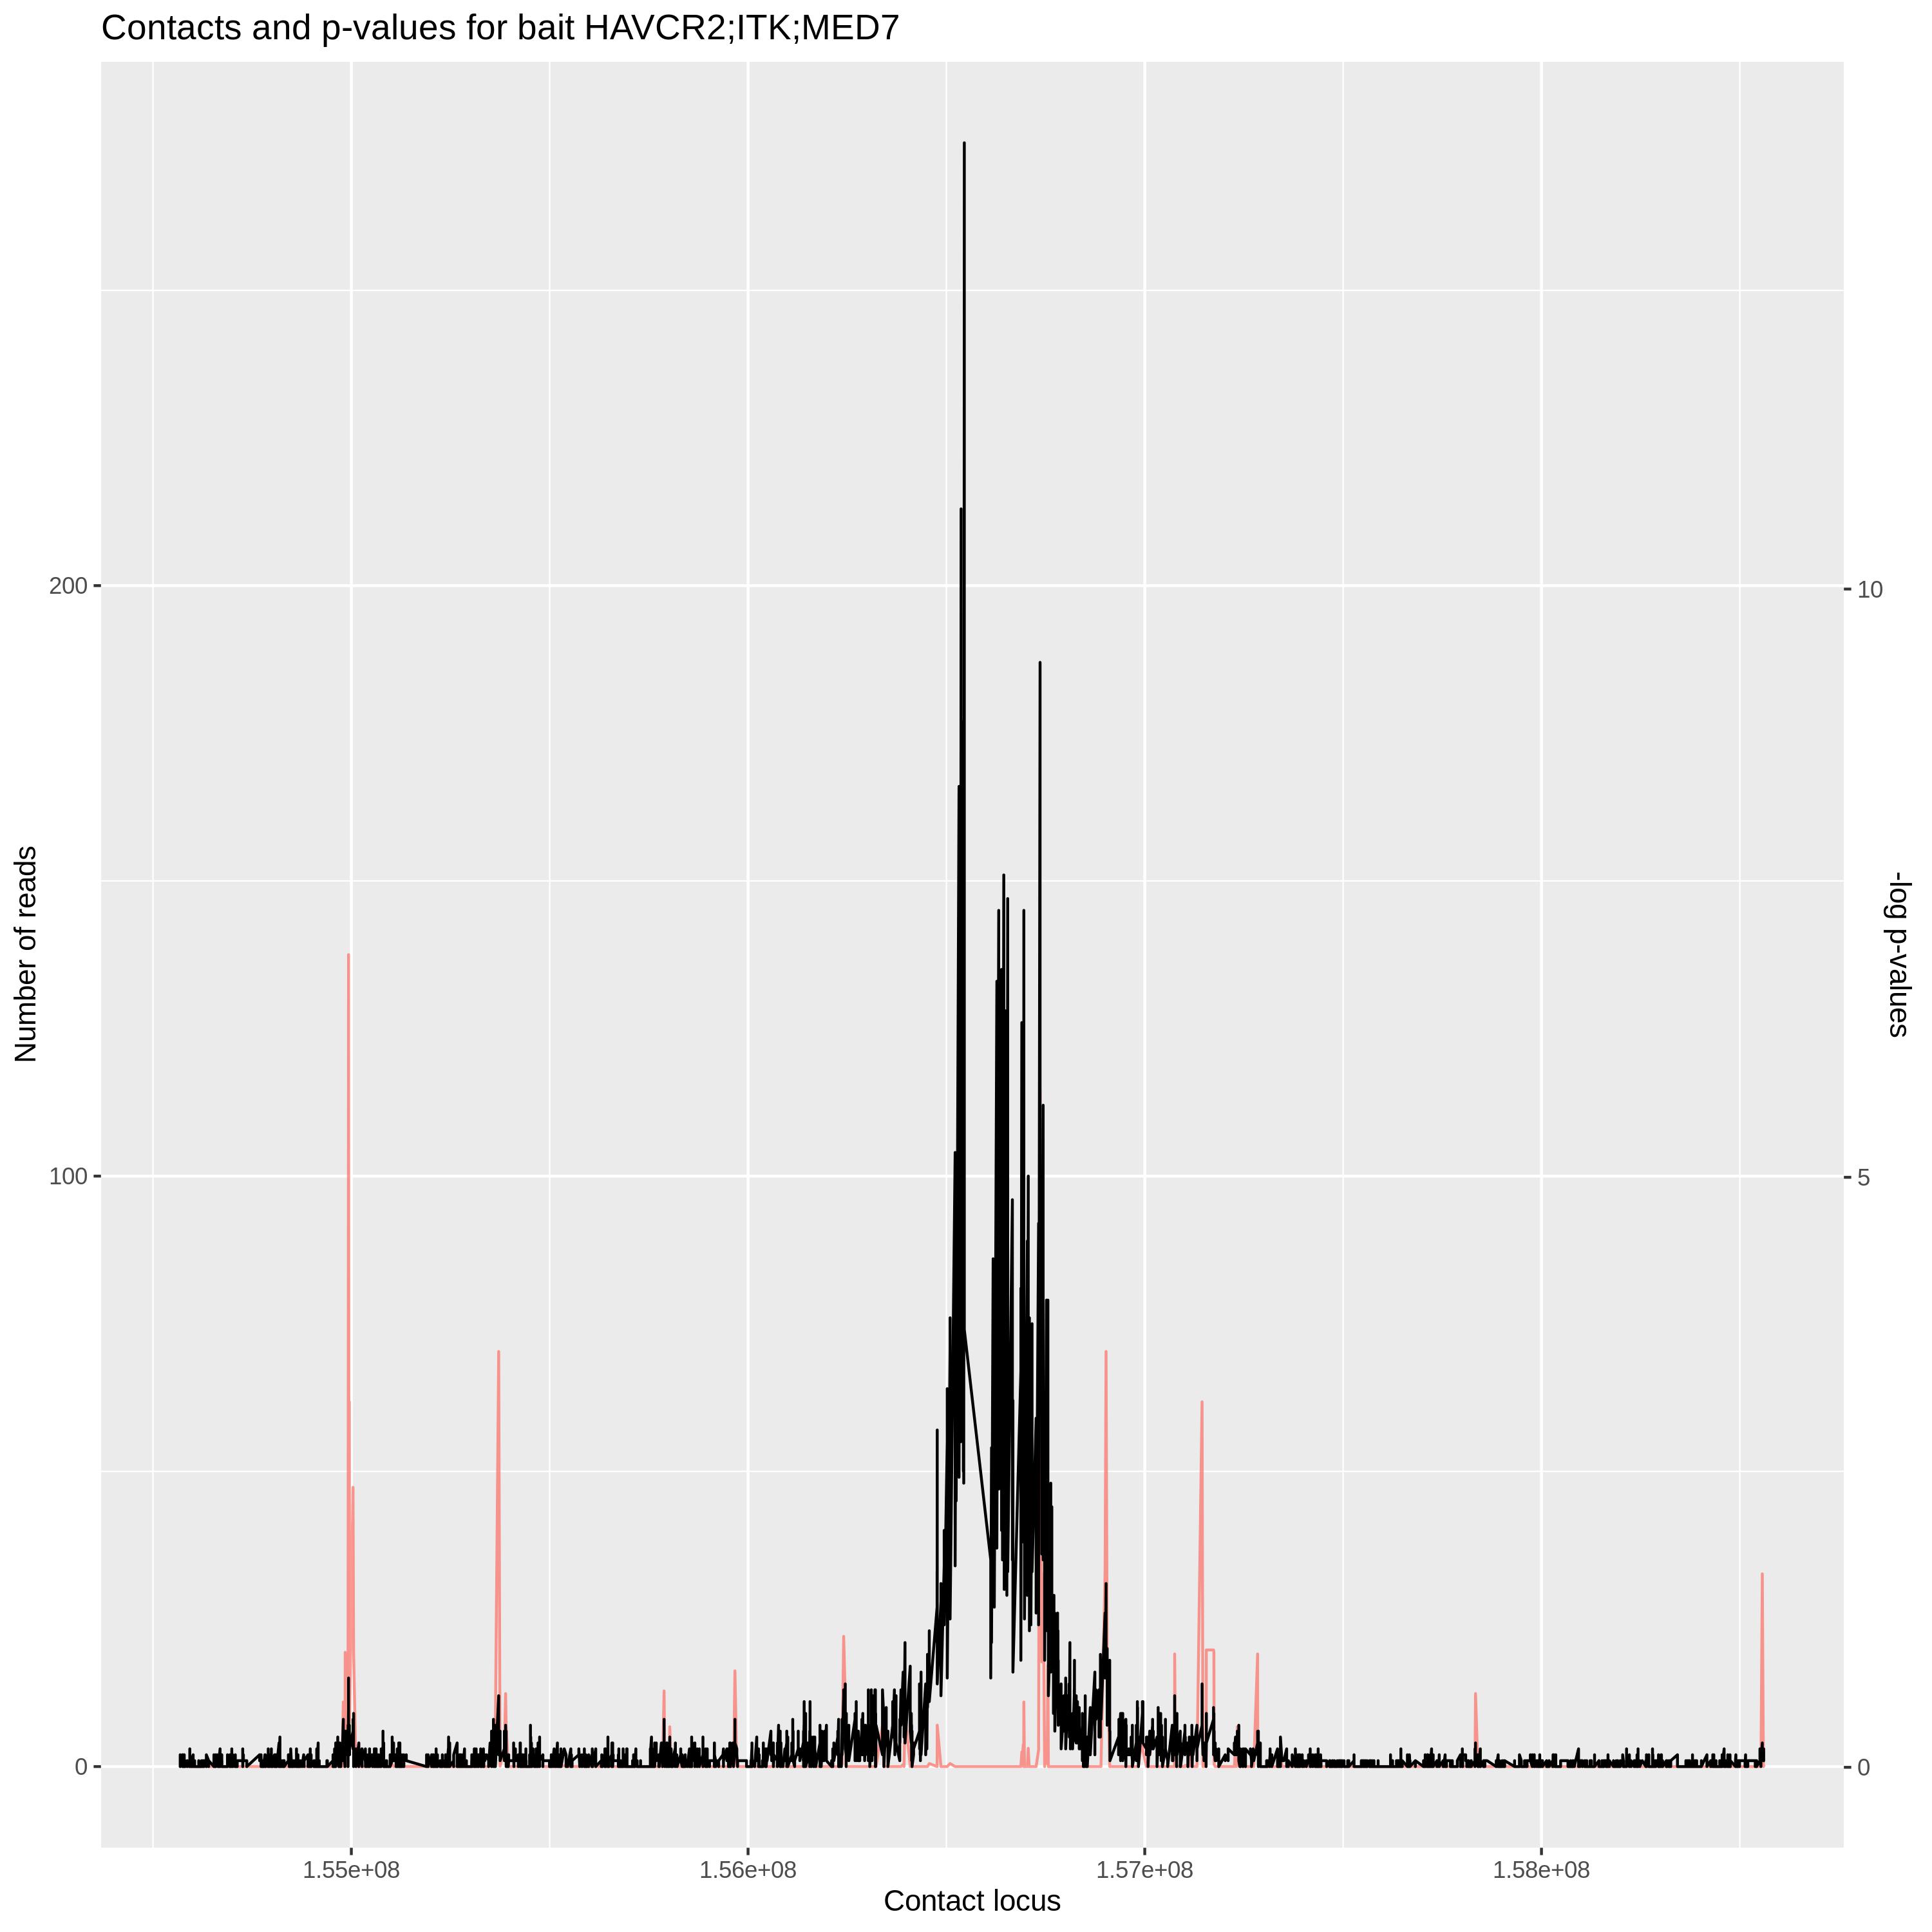 Contacts and p-values for bait HAVCR2;ITK;MED7
Number of reads
200
100
0
10
5
0
-log p-values
1.55e+08 1.56e+08 1.57e+08 1.58e+08
Contact locus